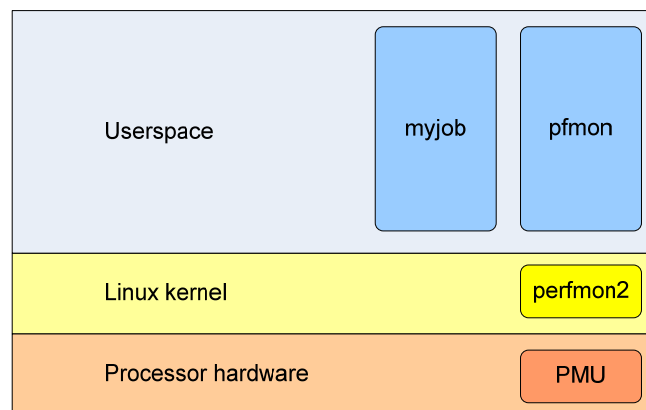 Userspace
myjob
pfmon
Linux kernel
perfmon2
Processor hardware
PMU